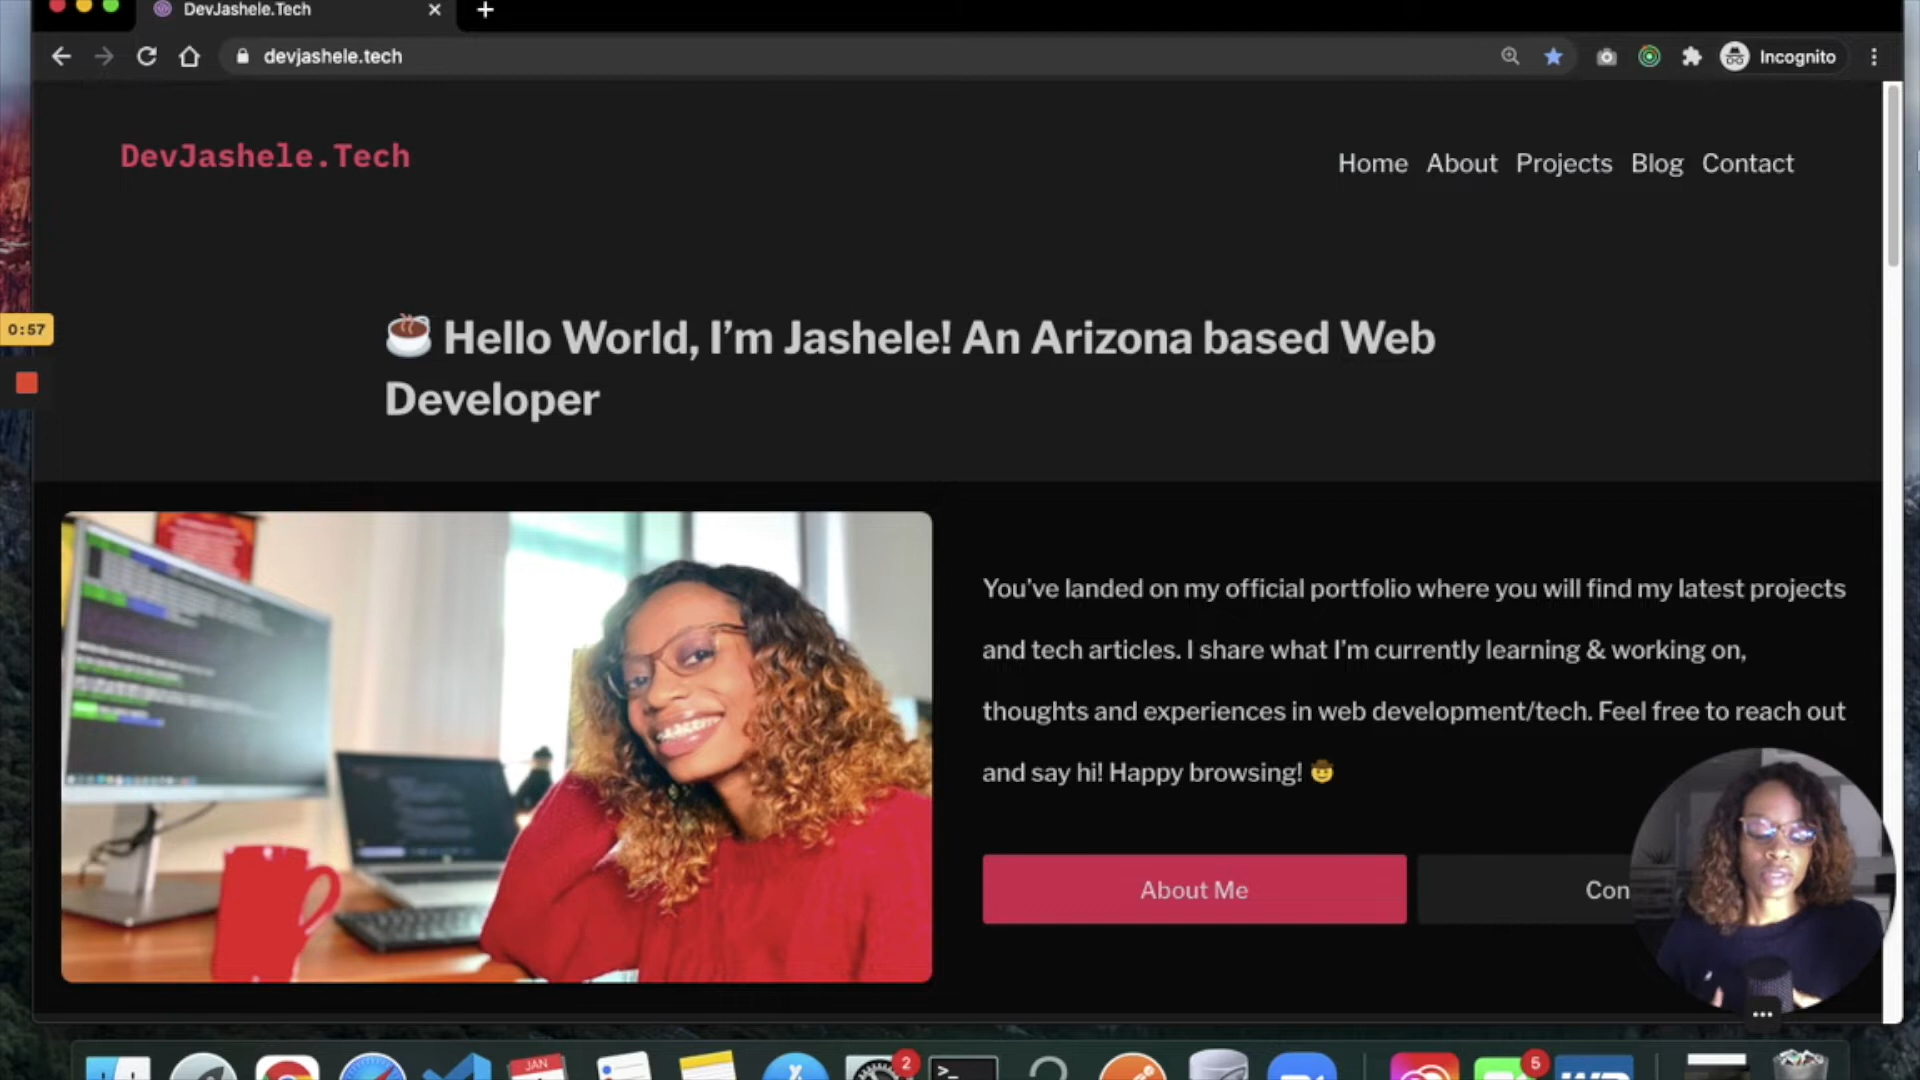 DevJashele.Tech
devjashele.tech
Incognito
DevJashele.Tech
Home About Projects Blog Contact
0:57
Hello World, I’m Jashele! An Arizona based Web
Developer
You've landed on my official portfolio where you will find my latest projects
and tech articles. I share what I’m currently learning & working on,
thoughts and experiences in web development/tech. Feel free to reach out
and say hi! Happy browsing!
About Me
Con
JAN
2
>_
5